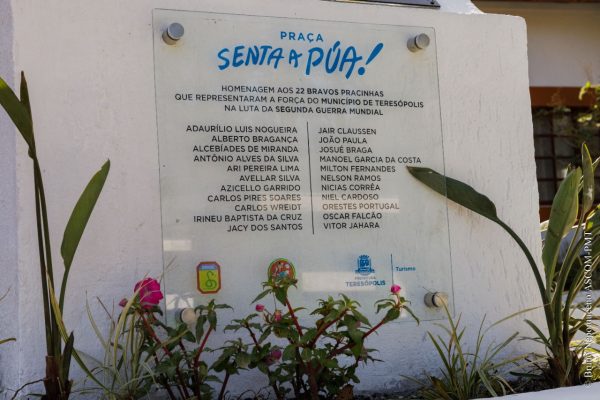 PRAÇA
SENTA A PÚA!
HOMENAGEM AOS 22 BRAVOS PRACINHAS
QUE REPRESENTARAM A FORÇA DO MUNICÍPIO DE TERESÓPOLIS
NA LUTA DA SEGUNDA GUERRA MUNDIAL
ADAURÍLIO LUIS NOGUEIRA
ALBERTO BRAGANÇA
ALCEBÍADES DE MIRANDA
ANTÔNIO ALVES DA SILVA
ARI PEREIRA LIMA
AVELLAR SILVA
AZICELLO GARRIDO
CARLOS PIRES SOARES
CARLOS WREIDT
IRINEU BAPTISTA DA CRUZ
JACY DOS SANTOS
JAIR CLAUSSEN
JOÃO PAULA
JOSUÉ BRAGA
MANOEL GARCIA DA COSTA
MILTON FERNANDES
NELSON RAMOS
NICIAS CORRÊA
NIEL CARDOSO
ORESTES PORTUGAL
OSCAR FALCÃO
VITOR JAHARA
PREFEITURA
TERESÓPOLIS
Turismo